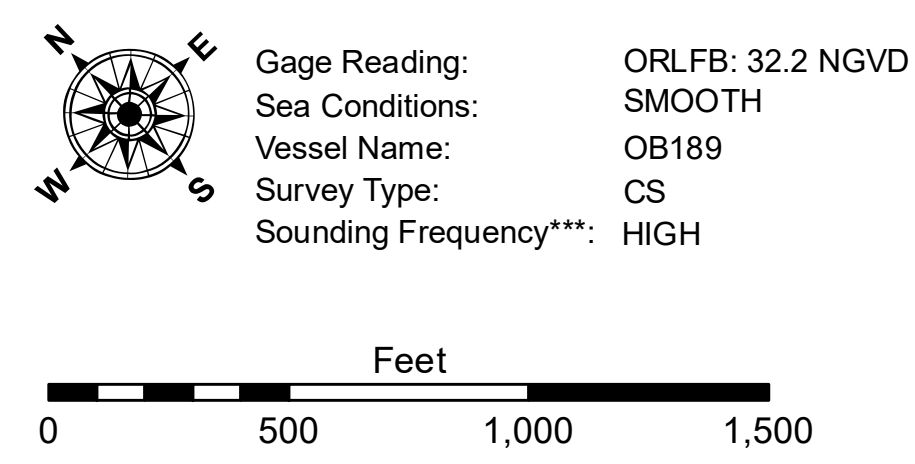 N E
W S
Gage Reading: ORLFB: 32.2 NGVD
Sea Conditions: SMOOTH
Vessel Name: OB189
Survey Type: CS
Sounding Frequency***: HIGH
Feet
0 500 1,000 1,500